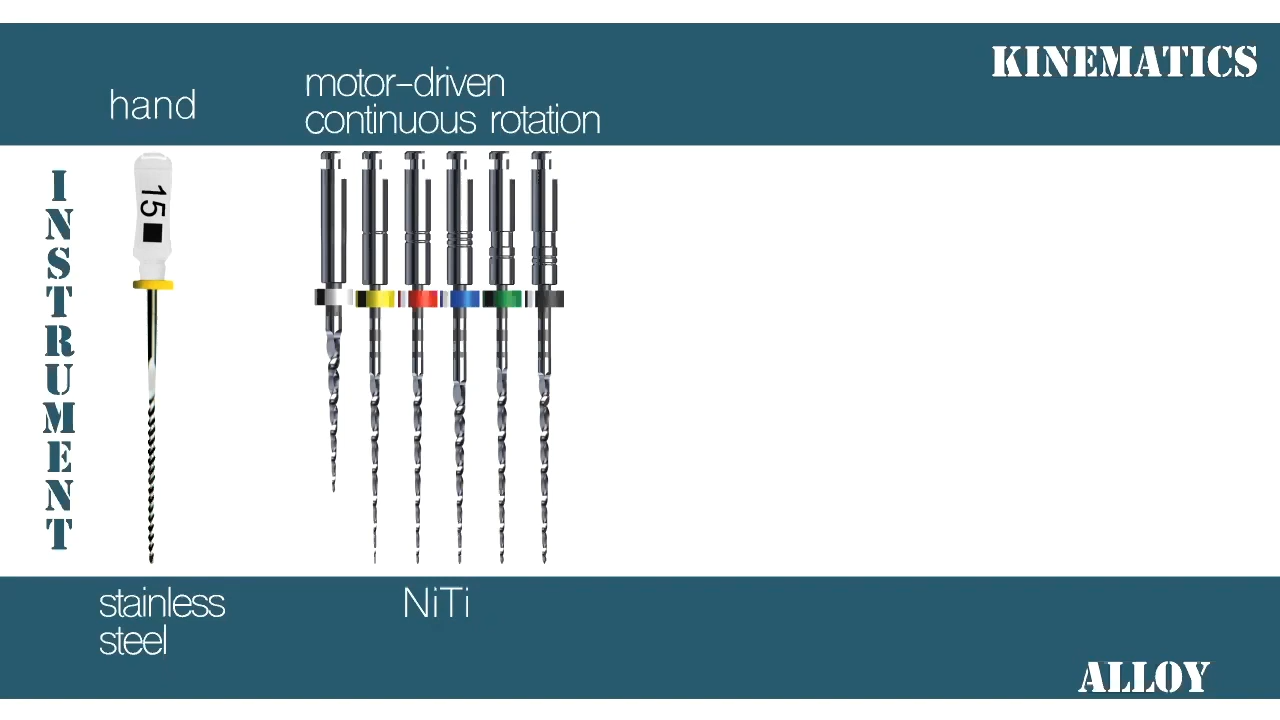 KINEMATICS
hand
motor-driven
continuous rotation
INSTRUMENT
15
stainless
steel
NiTi
ALLOY